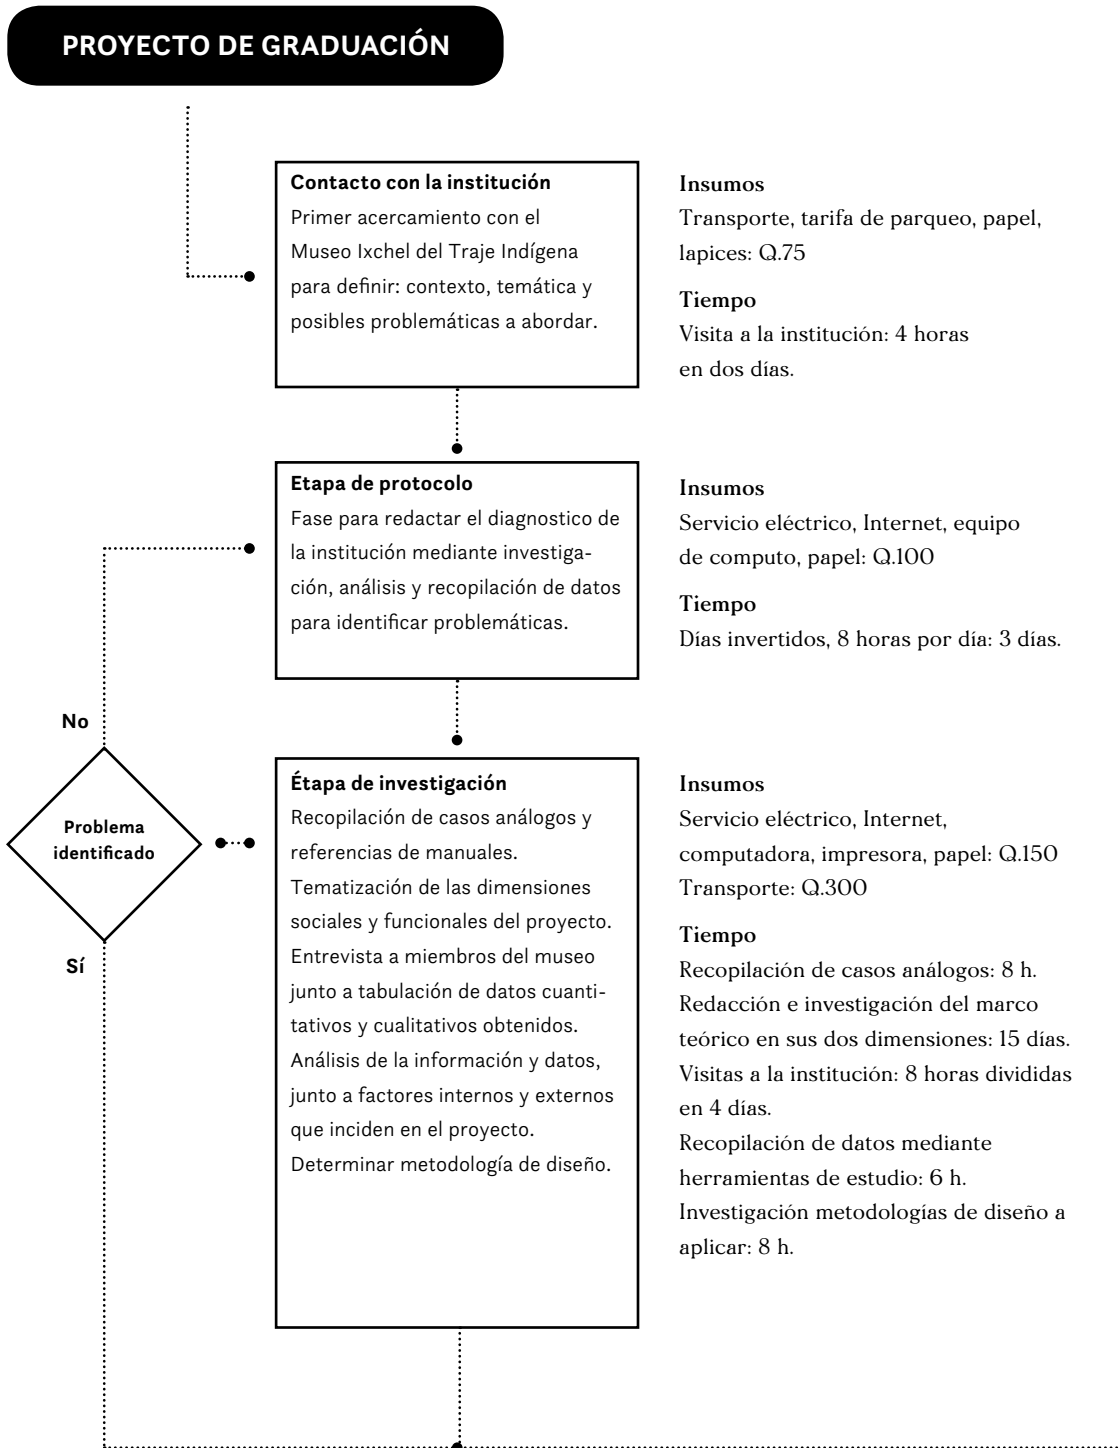 PROYECTO DE GRADUACIÓN
Contacto con la institución
Primer acercamiento con el
Museo Ixchel del Traje Indígena
para definir: contexto, temática y
posibles problemáticas a abordar.
Insumos
Transporte, tarifa de parqueo, papel,
lapices: Q.75
Tiempo
Visita a la institución: 4 horas
en dos días.
Etapa de protocolo
Fase para redactar el diagnostico de
la institución mediante investiga-
ción, análisis y recopilación de datos
para identificar problemáticas.
Insumos
Servicio eléctrico, Internet, equipo
de computo, papel: Q.100
Tiempo
Días invertidos, 8 horas por día: 3 días.
No
Problema
identificado
Sí
Étapa de investigación
Recopilación de casos análogos y
referencias de manuales.
Tematización de las dimensiones
sociales y funcionales del proyecto.
Entrevista a miembros del museo
junto a tabulación de datos cuanti-
tativos y cualitativos obtenidos.
Análisis de la información y datos,
junto a factores internos y externos
que inciden en el proyecto.
Determinar metodología de diseño.
Insumos
Servicio eléctrico, Internet,
computadora, impresora, papel: Q.150
Transporte: Q.300
Tiempo
Recopilación de casos análogos: 8 h.
Redacción e investigación del marco
teórico en sus dos dimensiones: 15 días.
Visitas a la institución: 8 horas divididas
en 4 días.
Recopilación de datos mediante
herramientas de estudio: 6 h.
Investigación metodologías de diseño a
aplicar: 8 h.